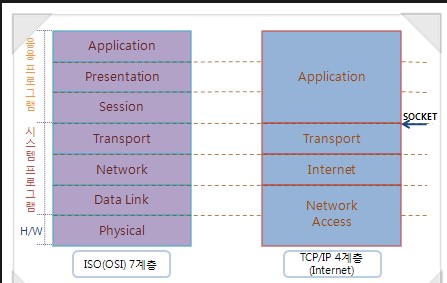 응용프로그램
시스템프로그램
H/W
Application
Presentation
Session
Transport
Network
Data Link
Physical
ISO(OSI) 7계층
Application
SOCKET
Transport
Internet
Network
Access
TCP/IP 4계층
(Internet)